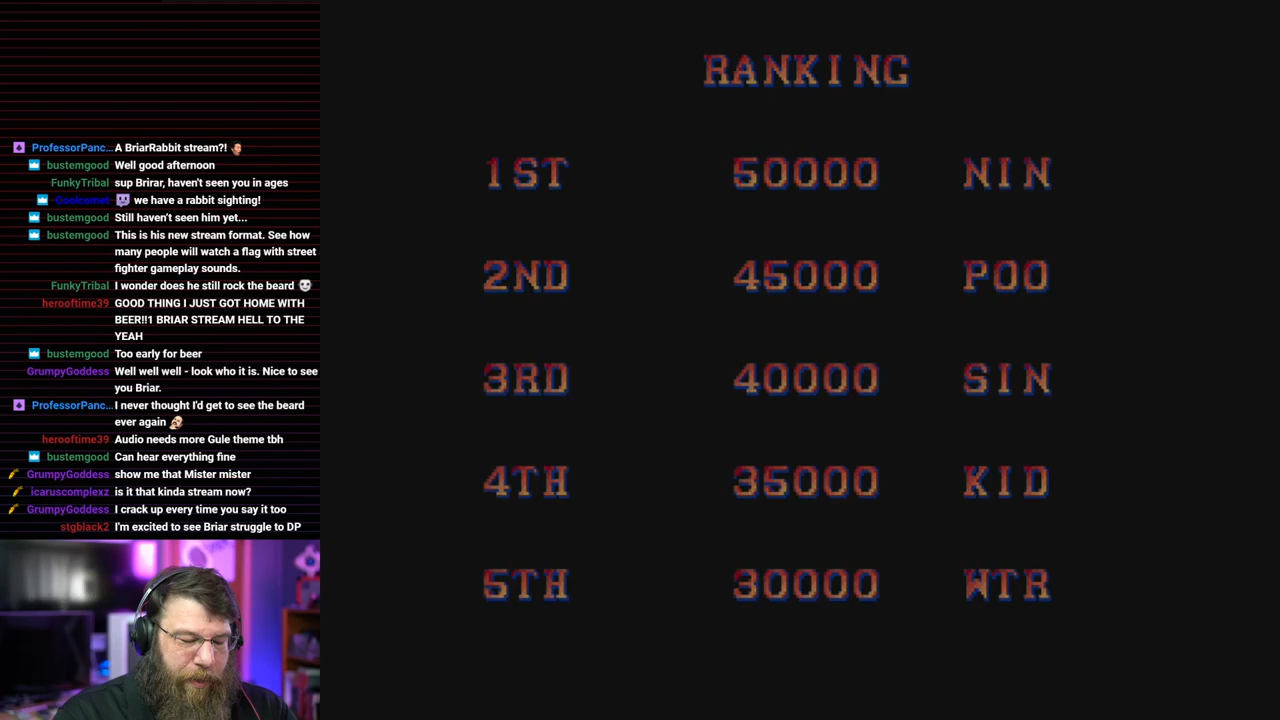 ProfessorPanc... A BriarRabbit stream?!
bustemgood Well good afternoon
FunkyTribal sup Brirar, haven't seen you in ages
we have a rabbit sighting!
bustemgood Still haven't seen him yet...
bustemgood This is his new stream format. See how
many people will watch a flag with street
fighter gameplay sounds.
FunkyTribal I wonder does he still rock the beard
herooftime39 GOOD THING I JUST GOT HOME WITH
BEER!!1 BRIAR STREAM HELL TO THE
YEAH
bustemgood Too early for beer
GrumpyGoddess Well well well - look who it is. Nice to see
you Briar.
ProfessorPanc... I never thought I'd get to see the beard
ever again
herooftime39 Audio needs more Gule theme tbh
bustemgood Can hear everything fine
GrumpyGoddess show me that Mister mister
icaruscomplexz is it that kinda stream now?
GrumpyGoddess I crack up every time you say it too
stgblack2 I'm excited to see Briar struggle to DP
RANKING
1ST 50000 NIN
2ND 45000 POO
3RD 40000 SIN
4TH 35000 KID
5TH 30000 WTR